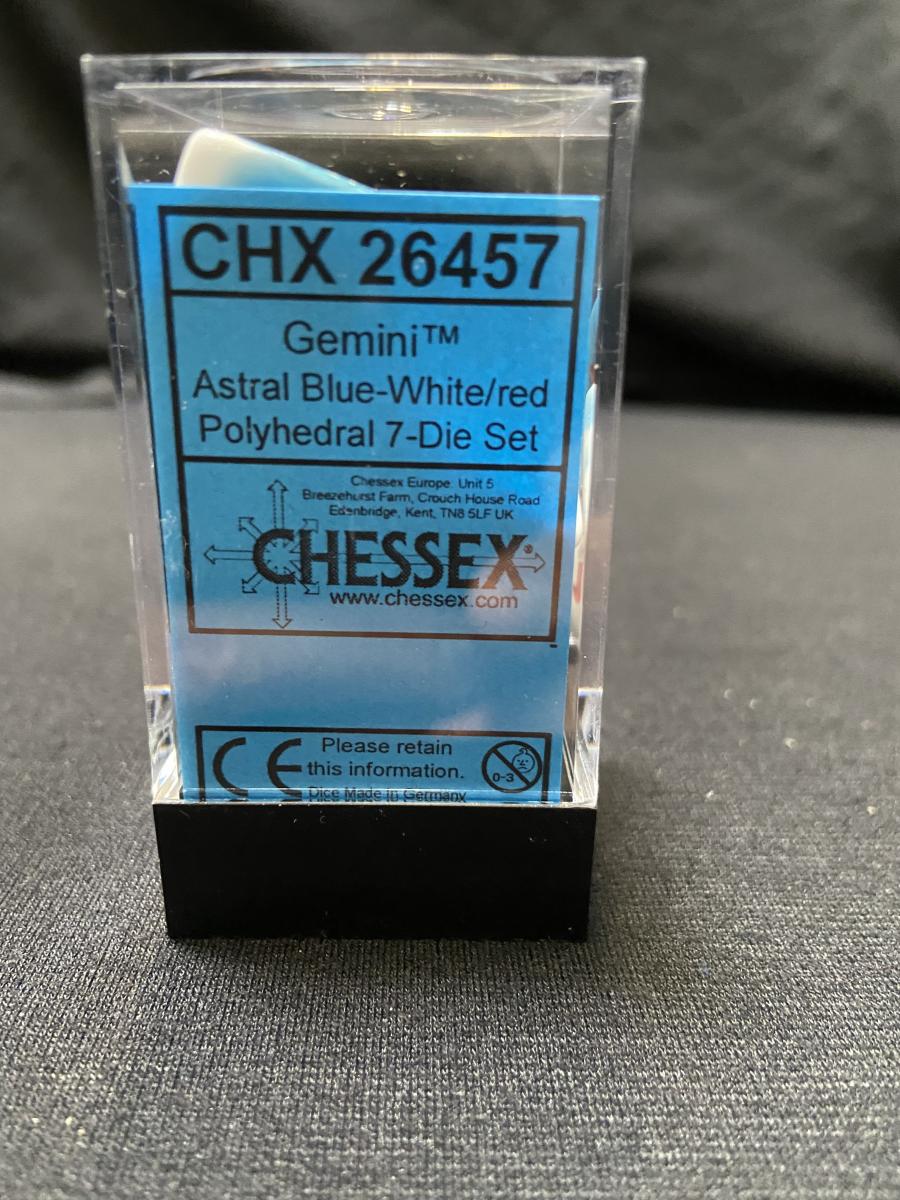 CHX 26457
Gemini™
Astral Blue-White/red
Polyhedral 7-Die Set
Chessex Europe. Unit 5
Breezehurst Farm, Crouch House Road
Edenbridge, Kent, TN8 5LF UK
CHESSEX®
www.chessex.com
CE
Please retain
this information.
0-3
Dice Made in Germany